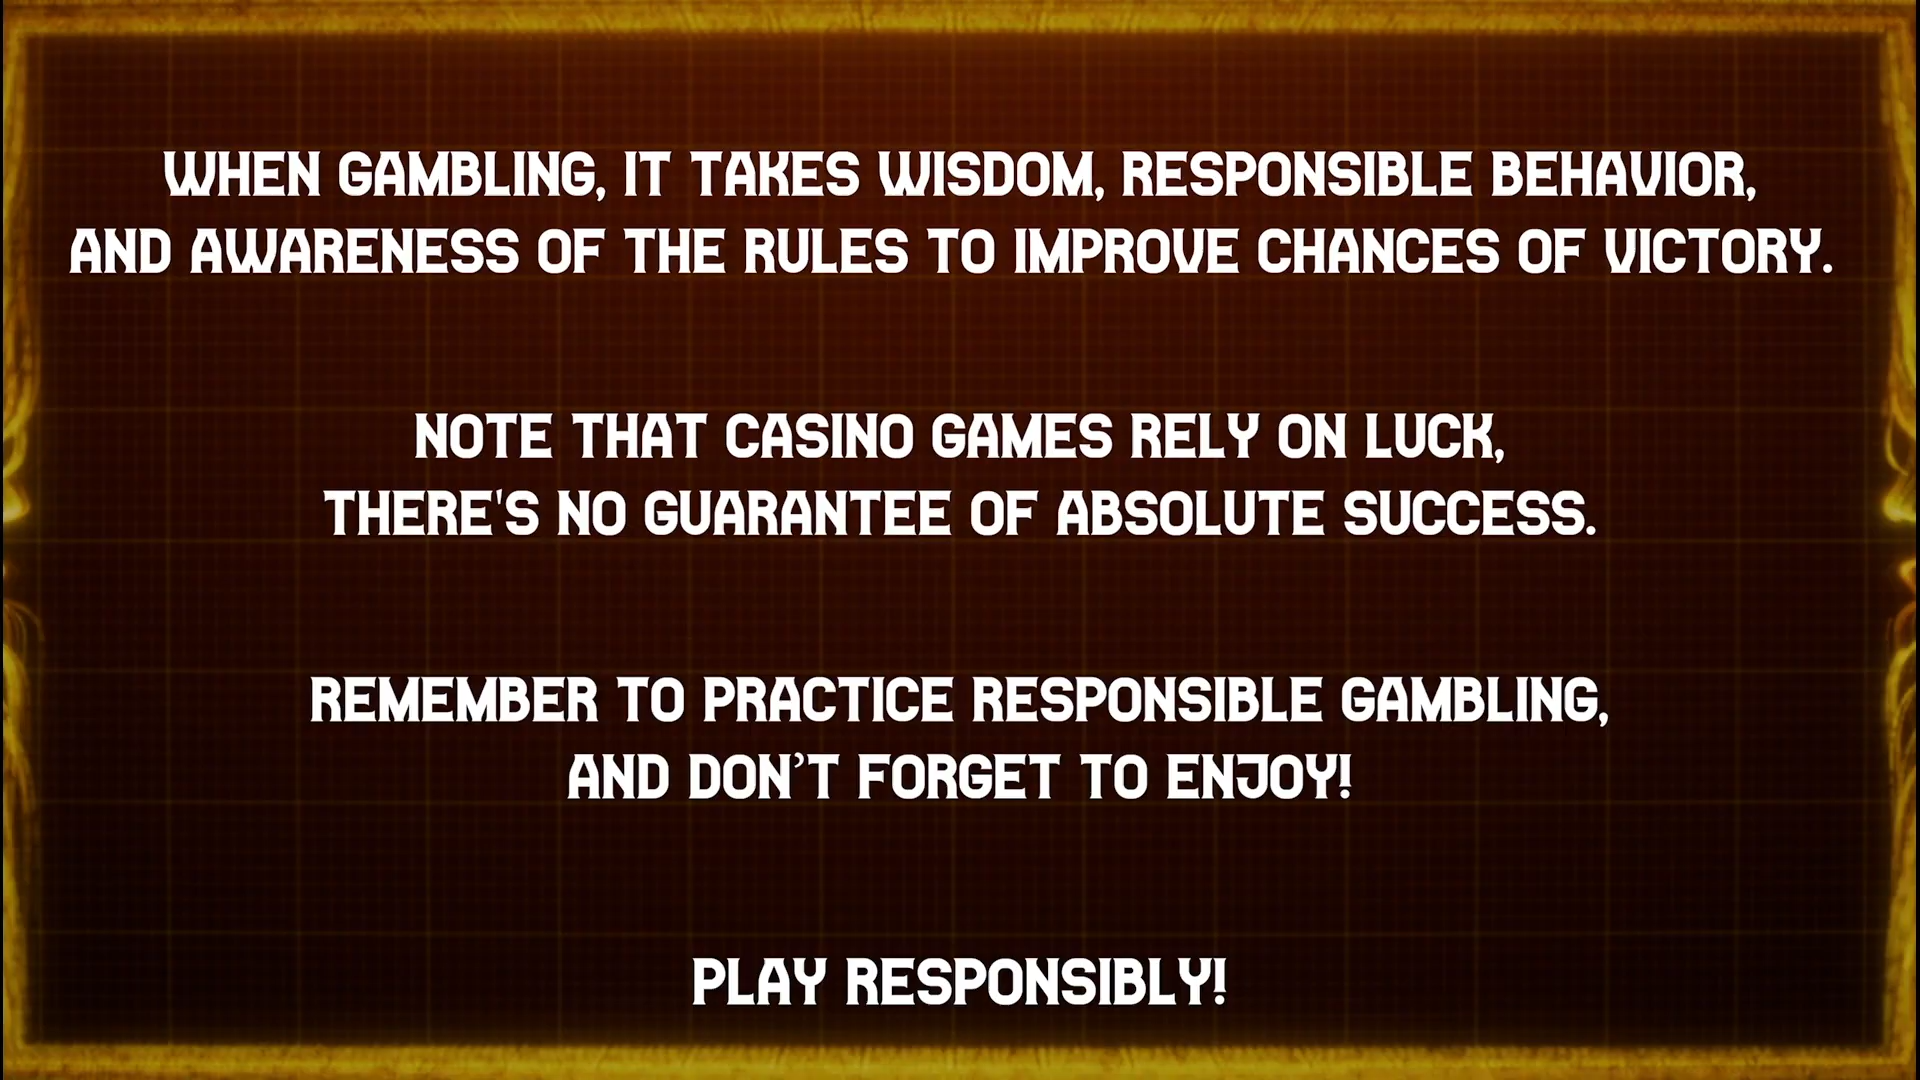 WHEN GAMBLING, IT TAKES WISDOM, RESPONSIBLE BEHAVIOR,
AND AWARENESS OF THE RULES TO IMPROVE CHANCES OF VICTORY.
NOTE THAT CASINO GAMES RELY ON LUCK,
THERE'S NO GUARANTEE OF ABSOLUTE SUCCESS.
REMEMBER TO PRACTICE RESPONSIBLE GAMBLING,
AND DON’T FORGET TO ENJOY!
PLAY RESPONSIBLY!